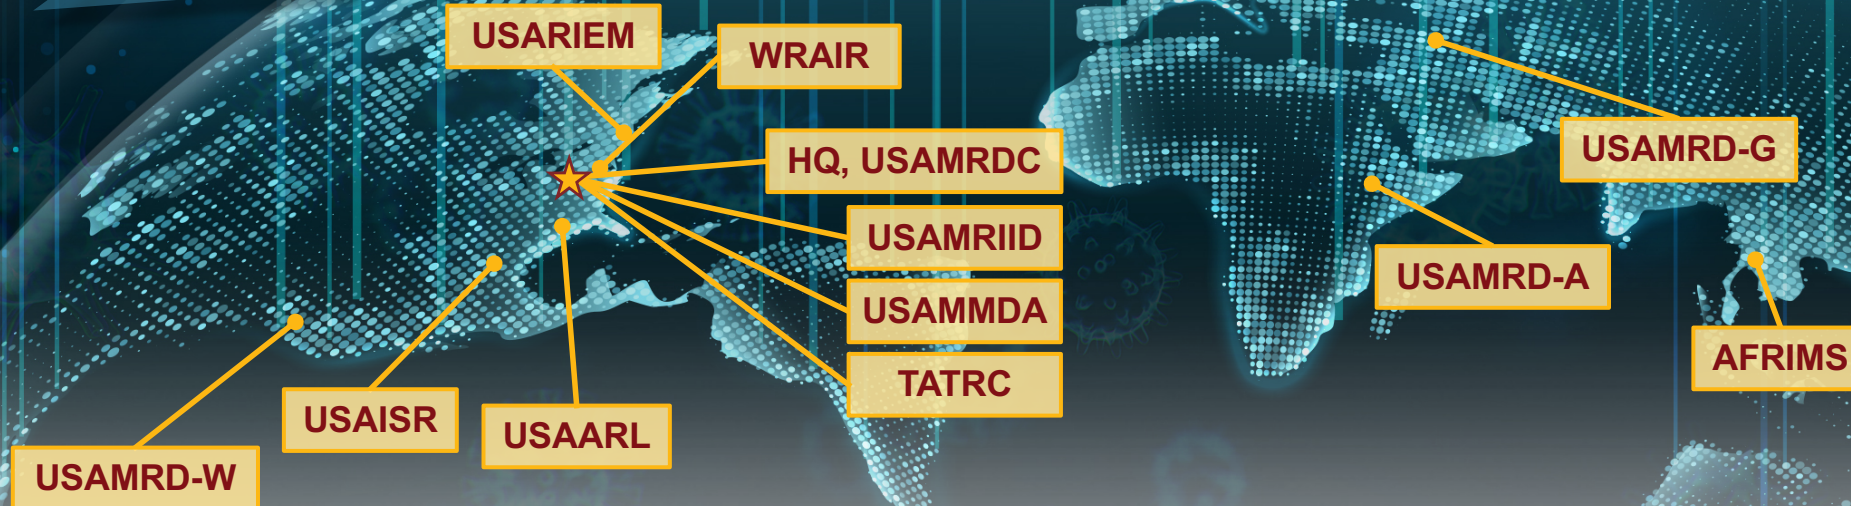 USARIEM
WRAIR
HQ, USAMRDC
USAMRD-G
USAMRIID
USAMRD-A
USAMMDA
AFRIMS
TATRC
USAISR
USAARL
USAMRD-W